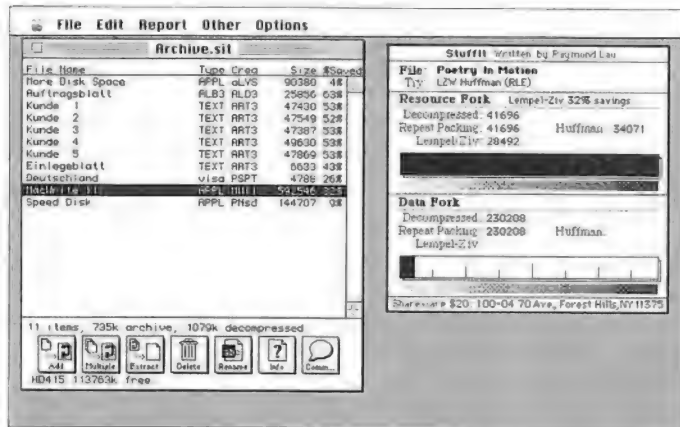 File Edit Report Other Options
Archive.sit
File Name Type Crea Size %Saved
More Disk Space APPL aLVS 90380 4%
Auftragsblatt ALB3 ALD3 25856 63%
Kunde 1 TEXT ART3 47430 53%
Kunde 2 TEXT ART3 47549 52%
Kunde 3 TEXT ART3 47387 53%
Kunde 4 TEXT ART3 49630 53%
Kunde 5 TEXT ART3 47869 53%
Einlegeblatt TEXT ART3 6633 43%
Deutschland visa PSPT 4788 26%
MacWrite II APPL 592546 32%
Speed Disk APPL PNsd 144707 9%
11 items, 735k archive, 1079k decompressed
Add Multiple Extract Delete Rename Info Comm...
HD415 113763k free
StuffIt Written by Raymond Lau
File: Poetry In Motion
Try: LZW Huffman (RLE)
Resource Fork Lempel-Ziv 32% savings
Decompressed: 41696
Repeat Packing: 41696 Huffman: 34071
Lempel-Ziv: 28492
Data Fork
Decompressed: 230208
Repeat Packing: 230208 Huffman:
Lempel-Ziv:
Shareware $20: 100-04 70 Ave, Forest Hills, NY 11375